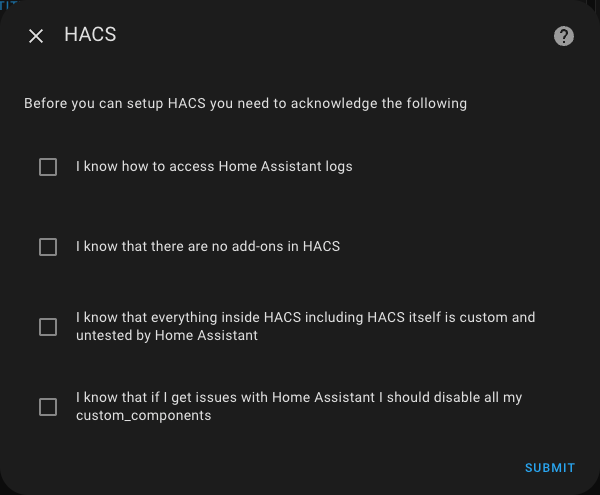 HACS
Before you can setup HACS you need to acknowledge the following
I know how to access Home Assistant logs
I know that there are no add-ons in HACS
I know that everything inside HACS including HACS itself is custom and
untested by Home Assistant
I know that if I get issues with Home Assistant I should disable all my
custom_components
SUBMIT